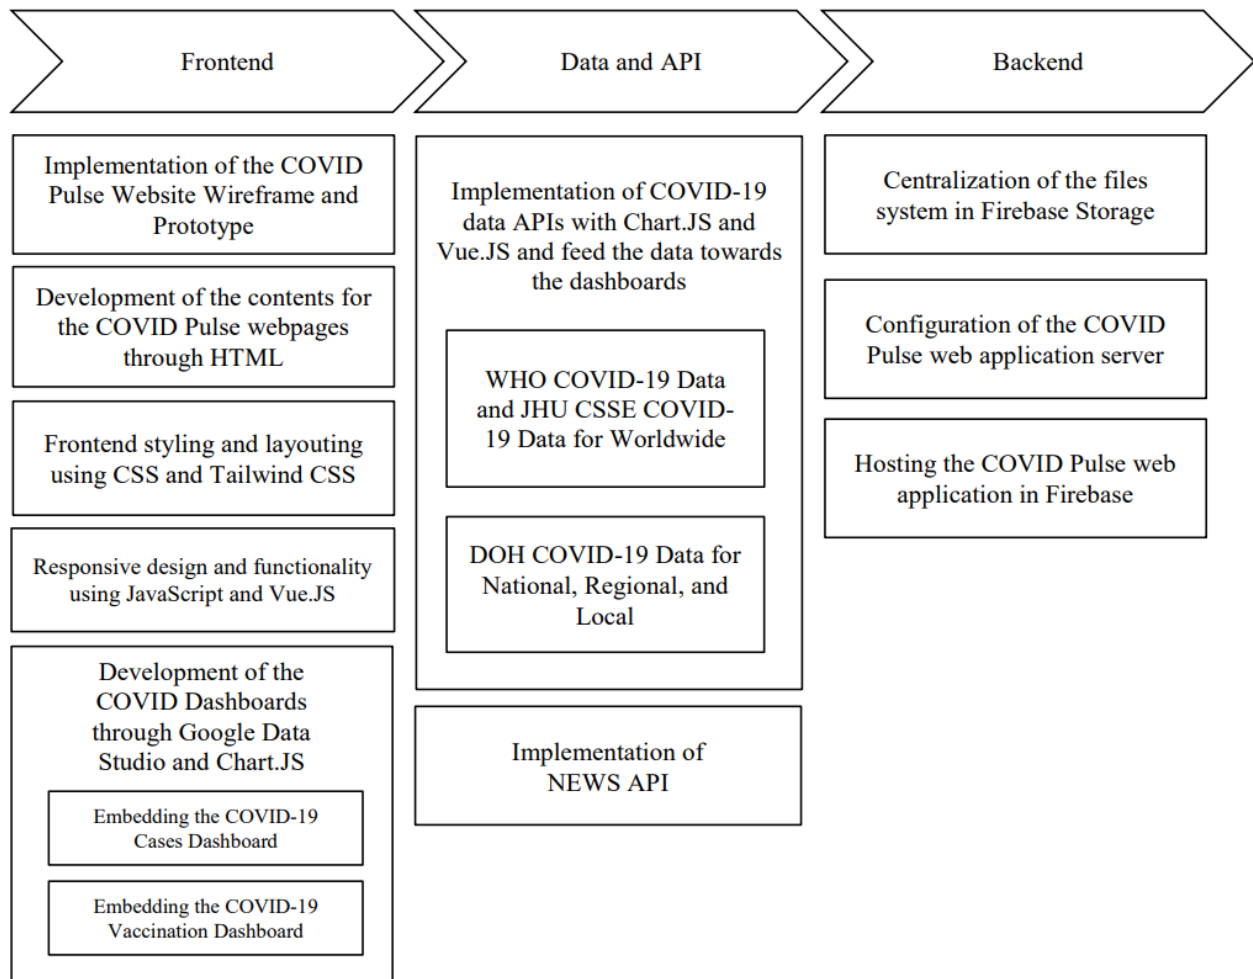 Frontend
Data and API
Backend
Implementation of the COVID
Pulse Website Wireframe and
Prototype
Development of the contents for
the COVID Pulse webpages
through HTML
Frontend styling and layouting
using CSS and Tailwind CSS
Responsive design and functionality
using JavaScript and Vue.JS
Development of the
COVID Dashboards
through Google Data
Studio and Chart.JS
Embedding the COVID-19
Cases Dashboard
Embedding the COVID-19
Vaccination Dashboard
Implementation of COVID-19
data APIs with Chart.JS and
Vue.JS and feed the data towards
the dashboards
WHO COVID-19 Data
and JHU CSSE COVID-
19 Data for Worldwide
DOH COVID-19 Data for
National, Regional, and
Local
Implementation of
NEWS API
Centralization of the files
system in Firebase Storage
Configuration of the COVID
Pulse web application server
Hosting the COVID Pulse web
application in Firebase